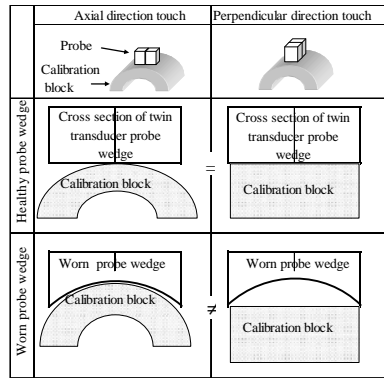 Axial direction touch
Perpendicular direction touch
Probe
Calibration
block
Healthy probe wedge
Cross section of twin
transducer probe
wedge
Calibration block
=
Cross section of twin
transducer probe
wedge
Calibration block
Worn probe wedge
Worn probe wedge
Calibration block
≠
Worn probe wedge
Calibration block